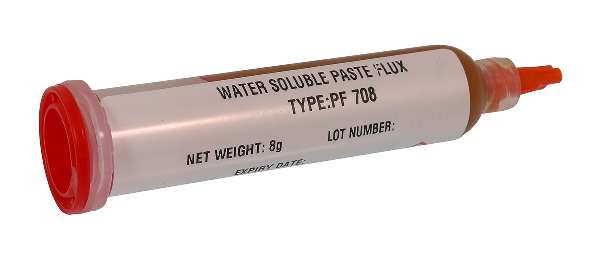 WATER SOLUBLE PASTE FLUX
TYPE:PF 708
NET WEIGHT: 8g
LOT NUMBER:
EXPIRY DATE: